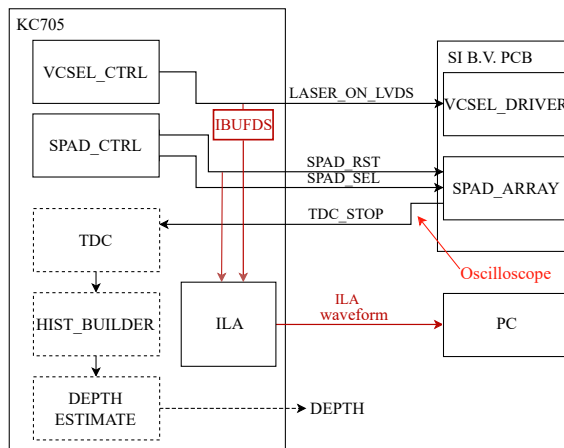 KC705
SI B.V. PCB
VCSEL_CTRL
LASER_ON_LVDS
VCSEL_DRIVER
IBUFDS
SPAD_CTRL
SPAD_RST
SPAD_SEL
SPAD_ARRAY
TDC_STOP
TDC
Oscilloscope
HIST_BUILDER
ILA
ILA
waveform
PC
DEPTH
ESTIMATE
DEPTH